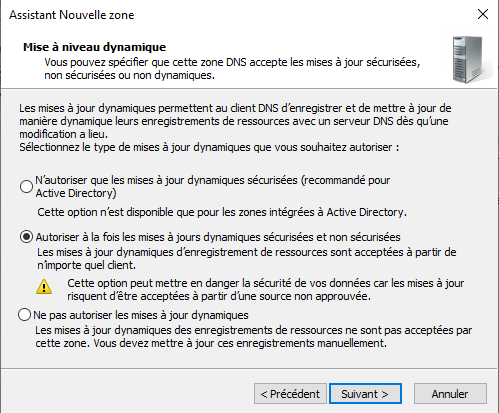 Assistant Nouvelle zone
Mise à niveau dynamique
Vous pouvez spécifier que cette zone DNS accepte les mises à jour sécurisées,
non sécurisées ou non dynamiques.
Les mises à jour dynamiques permettent au client DNS d'enregistrer et de mettre à jour de
manière dynamique leurs enregistrements de ressources avec un serveur DNS dès qu'une
modification a lieu.
Sélectionnez le type de mises à jour dynamiques que vous souhaitez autoriser :
N'autoriser que les mises à jour dynamiques sécurisées (recommandé pour
Active Directory)
Cette option n'est disponible que pour les zones intégrées à Active Directory.
Autoriser à la fois les mises à jours dynamiques sécurisées et non sécurisées
Les mises à jour dynamiques d'enregistrement de ressources sont acceptées à partir de
n'importe quel client.
Cette option peut mettre en danger la sécurité de vos données car les mises à jour
risquent d'être acceptées à partir d'une source non approuvée.
Ne pas autoriser les mises à jour dynamiques
Les mises à jour dynamiques des enregistrements de ressources ne sont pas acceptées par
cette zone. Vous devez mettre à jour ces enregistrements manuellement.
< Précédent
Suivant >
Annuler